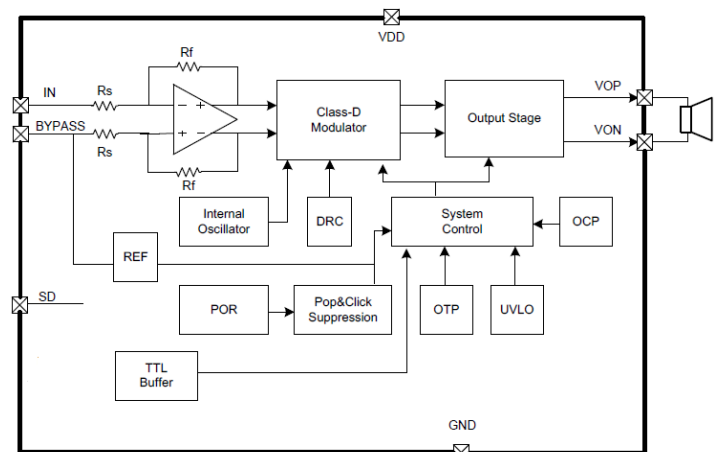 VDD
Rf
IN
Rs
VOP
BYPASS
Class-D
Modulator
Output Stage
VON
Rs
Rf
Internal
Oscillator
DRC
System
Control
OCP
REF
SD
POR
Pop&Click
Suppression
OTP
UVLO
TTL
Buffer
GND